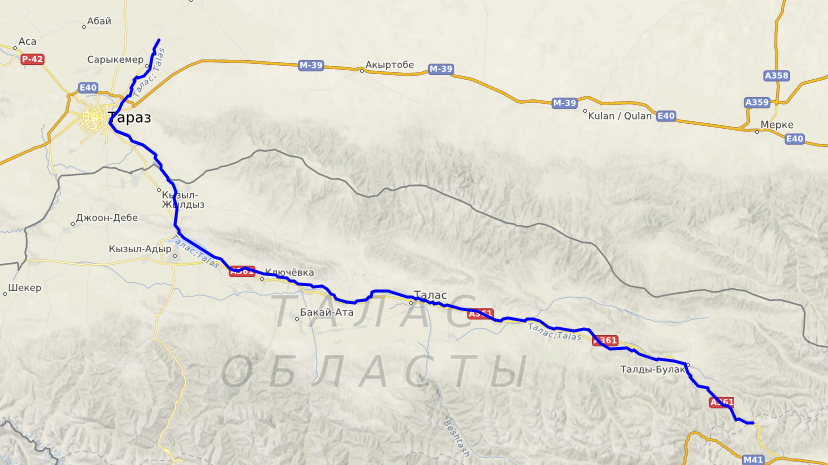 Абай
Аса
P-42
Сарыкемер
Талас; Talas
M-39
Акыртобе
M-39
A358
E40
M-39
A359
Тараз
Kulan / Qulan
E40
Мерке
E40
Кызыл-
Жылдыз
Джоон-Дебе
Кызыл-Адыр
Талас;Talas
A361
Ключёвка
Шекер
Талас
ТАЛАС
Бакай-Ата
A361
Талас;Talas
A361
ОБЛАСТЫ
Талды-Булак
A361
Beshtash
M41